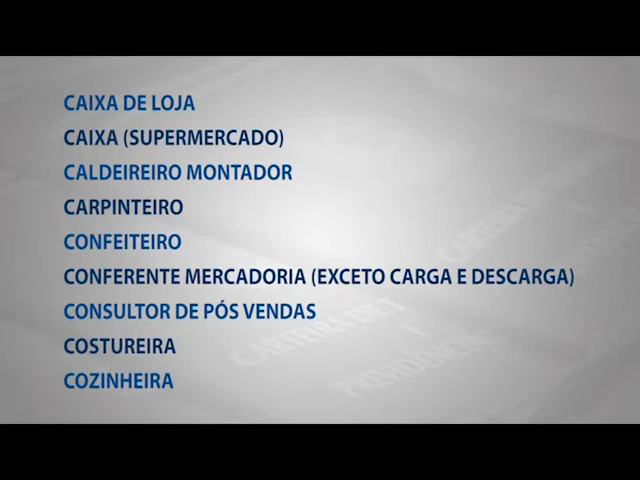 CAIXA DE LOJA
CAIXA (SUPERMERCADO)
CALDEIREIRO MONTADOR
CARPINTEIRO
CONFEITEIRO
CONFERENTE MERCADORIA (EXCETO CARGA E DESCARGA)
CONSULTOR DE PÓS VENDAS
COSTUREIRA
COZINHEIRA